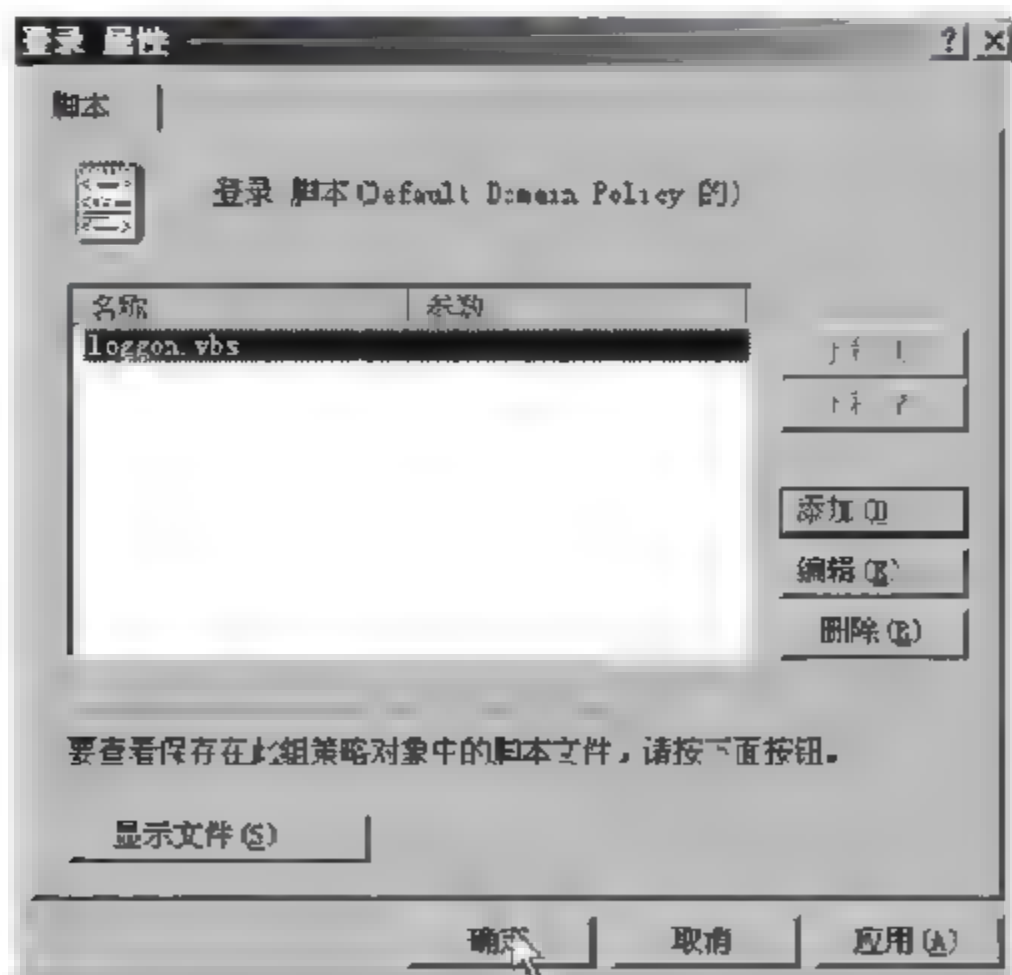 登录 属性
脚本
登录 脚本(Default Domain Policy 的)
名称 参数
loggon.vbs
添加(D)
编辑(E)
删除(R)
要查看保存在此组策略对象中的脚本文件，请按下面按钮。
显示文件(S)
确定 取消 应用(A)